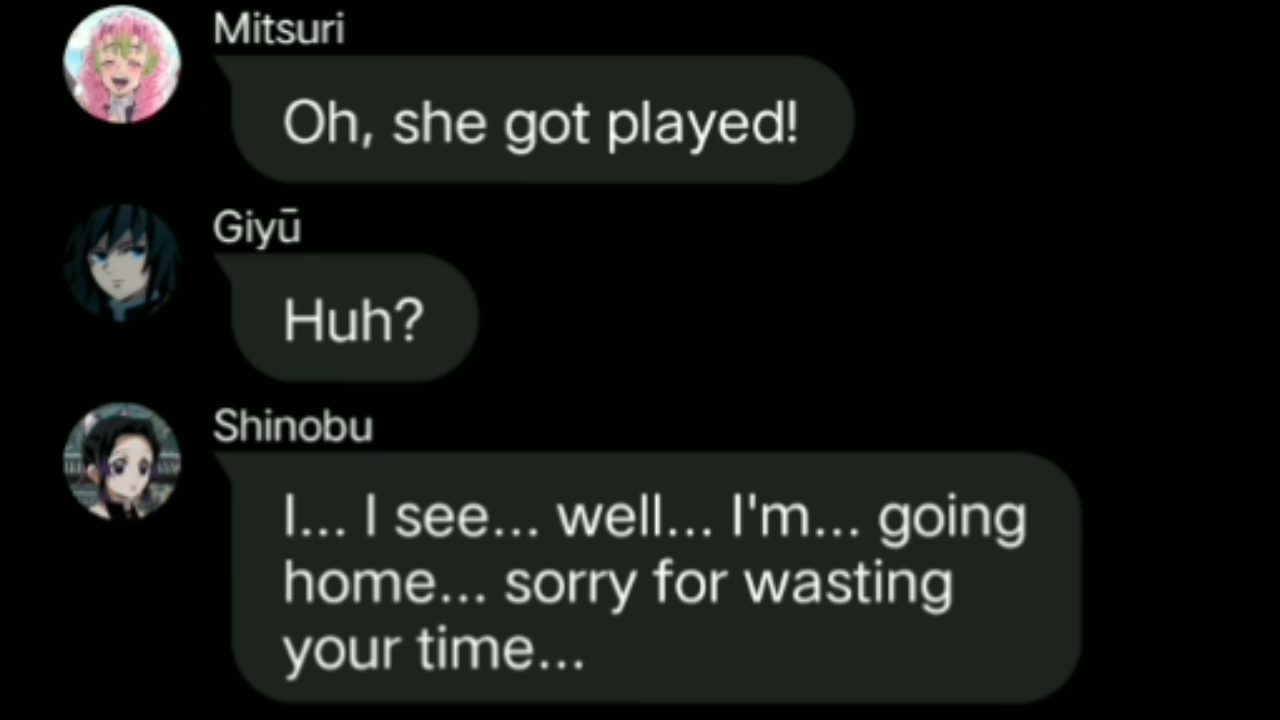 Mitsuri
Oh, she got played!
Giyū
Huh?
Shinobu
I... I see... well... I'm... going
home... sorry for wasting
your time...